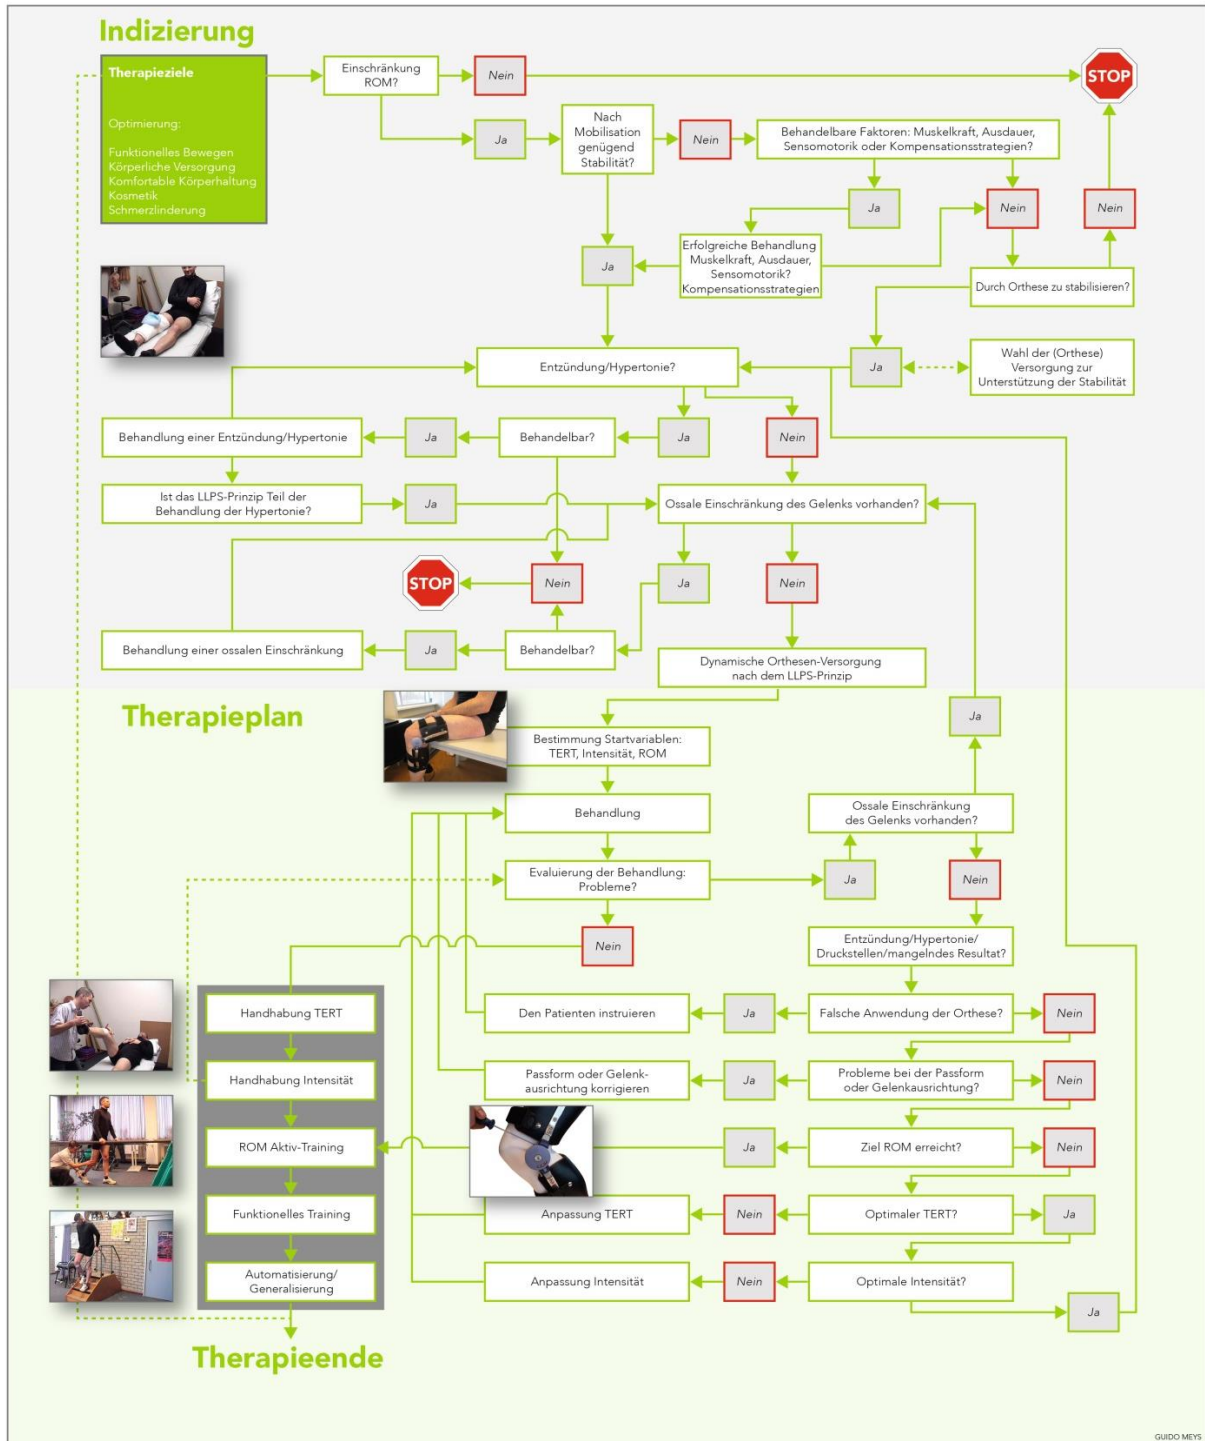 Indizierung
Therapieziele
Optimierung:
Funktionelles Bewegen
Körperliche Versorgung
Komfortable Körperhaltung
Kosmetik
Schmerzlinderung
Einschränkung
ROM?
Nein
STOP
Ja
Nach
Mobilisation
genügend
Stabilität?
Nein
Behandelbare Faktoren: Muskelkraft, Ausdauer,
Sensomotorik oder Kompensationsstrategien?
Ja
Nein
Nein
Ja
Erfolgreiche Behandlung
Muskelkraft, Ausdauer,
Sensomotorik?
Kompensationsstrategien
Durch Orthese zu stabilisieren?
Entzündung/Hypertonie?
Ja
Wahl der (Orthese)
Versorgung zur
Unterstützung der Stabilität
Behandlung einer Entzündung/Hypertonie
Ja
Behandelbar?
Ja
Nein
Ist das LLPS-Prinzip Teil der
Behandlung der Hypertonie?
Ja
Ossale Einschränkung des Gelenks vorhanden?
STOP
Nein
Ja
Nein
Behandlung einer ossalen Einschränkung
Ja
Behandelbar?
Dynamische Orthesen-Versorgung
nach dem LLPS-Prinzip
Therapieplan
Ja
Bestimmung Startvariablen:
TERT, Intensität, ROM
Behandlung
Ossale Einschränkung
des Gelenks vorhanden?
Evaluierung der Behandlung:
Probleme?
Ja
Nein
Nein
Entzündung/Hypertonie/
Druckstellen/mangelndes Resultat?
Handhabung TERT
Den Patienten instruieren
Ja
Falsche Anwendung der Orthese?
Nein
Handhabung Intensität
Passform oder Gelenk-
ausrichtung korrigieren
Ja
Probleme bei der Passform
oder Gelenkausrichtung?
Nein
ROM Aktiv-Training
Ja
Ziel ROM erreicht?
Nein
Funktionelles Training
Anpassung TERT
Nein
Optimaler TERT?
Ja
Automatisierung/
Generalisierung
Anpassung Intensität
Nein
Optimale Intensität?
Ja
Therapieende
GUIDO MEYS